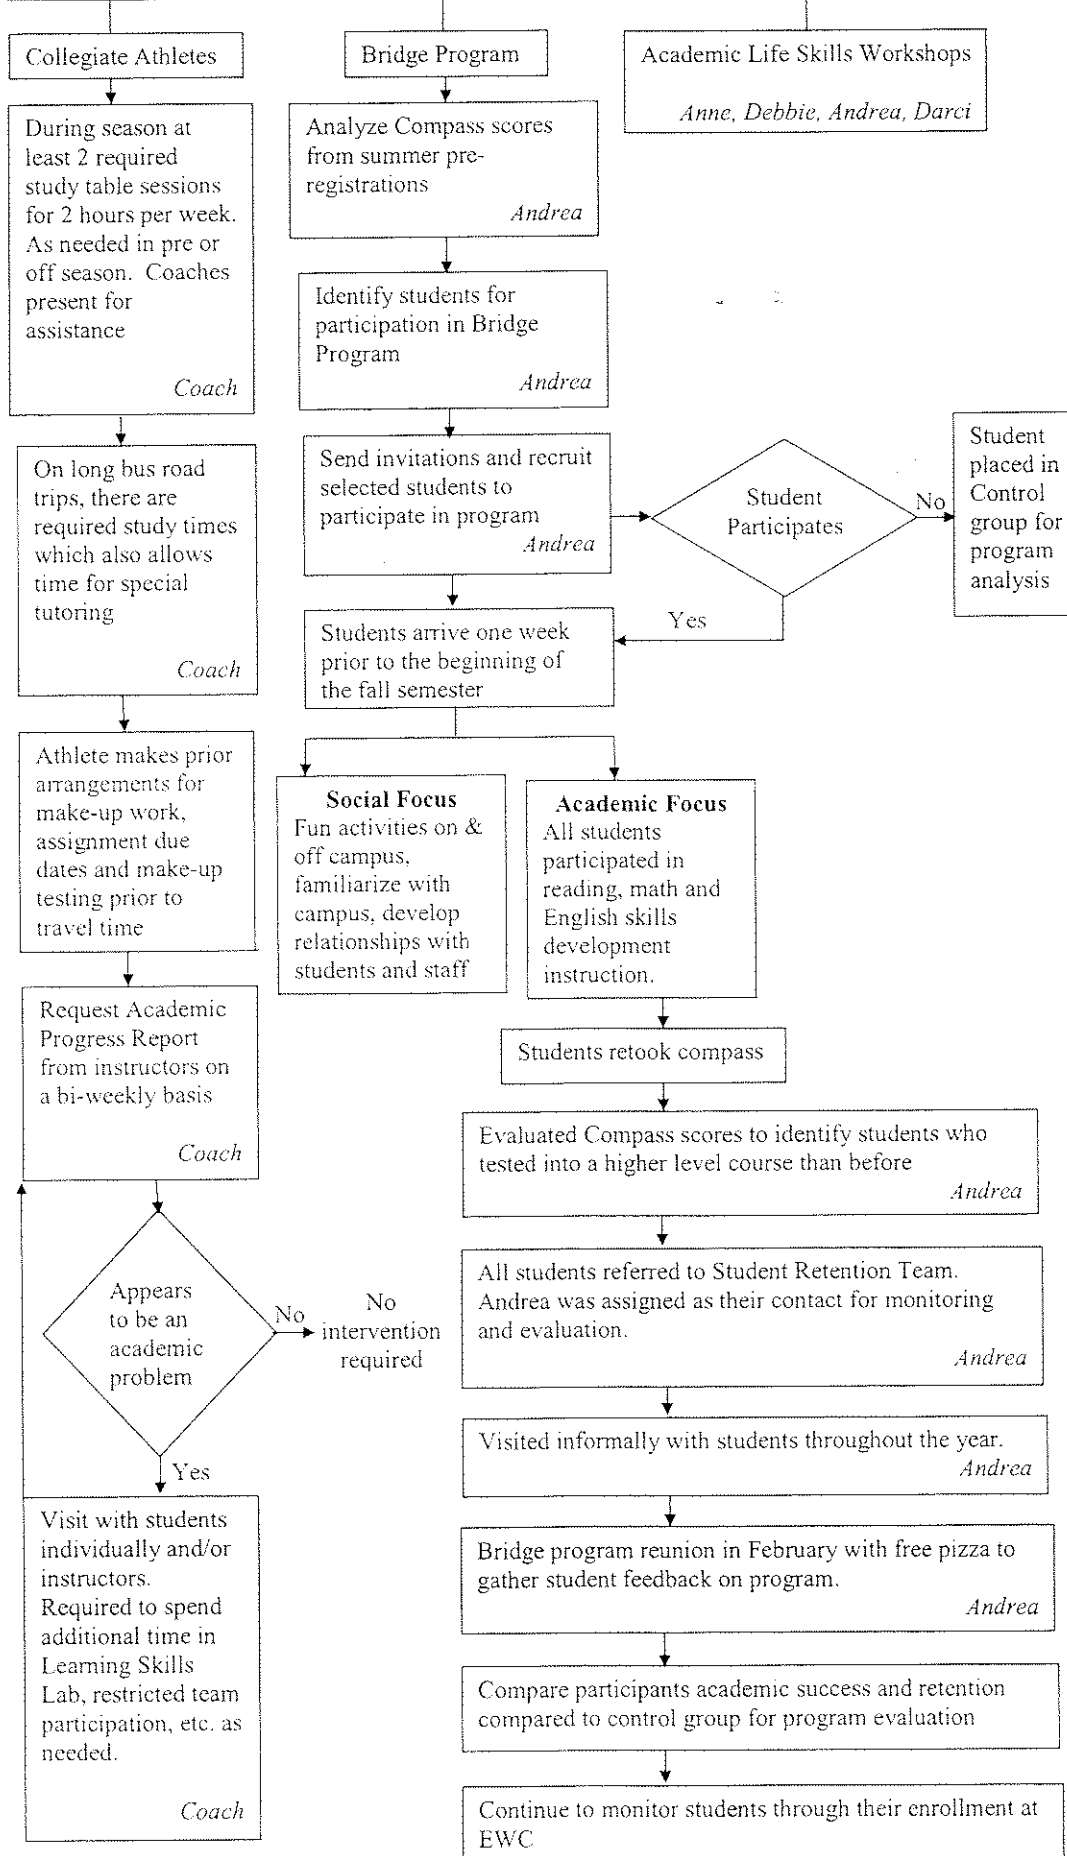 Collegiate Athletes
During season at
least 2 required
study table sessions
for 2 hours per week.
As needed in pre or
off season.  Coaches
present for
assistance
Coach
On long bus road
trips, there are
required study times
which also allows
time for special
tutoring
Coach
Athlete makes prior
arrangements for
make-up work,
assignment due
dates and make-up
testing prior to
travel time
Request Academic
Progress Report
from instructors on
a bi-weekly basis
Coach
Appears
to be an
academic
problem
No
No
intervention
required
Yes
Visit with students
individually and/or
instructors.
Required to spend
additional time in
Learning Skills
Lab, restricted team
participation, etc. as
needed.
Coach
Bridge Program
Analyze Compass scores
from summer pre-
registrations
Andrea
Identify students for
participation in Bridge
Program
Andrea
Send invitations and recruit
selected students to
participate in program
Andrea
Student
Participates
No
Student
placed in
Control
group for
program
analysis
Yes
Students arrive one week
prior to the beginning of
the fall semester
Social Focus
Fun activities on &
off campus,
familiarize with
campus, develop
relationships with
students and staff
Academic Focus
All students
participated in
reading, math and
English skills
development
instruction.
Students retook compass
Evaluated Compass scores to identify students who
tested into a higher level course than before
Andrea
All students referred to Student Retention Team.
Andrea was assigned as their contact for monitoring
and evaluation.
Andrea
Visited informally with students throughout the year.
Andrea
Bridge program reunion in February with free pizza to
gather student feedback on program.
Andrea
Compare participants academic success and retention
compared to control group for program evaluation
Continue to monitor students through their enrollment at
EWC
Academic Life Skills Workshops
Anne, Debbie, Andrea, Darci